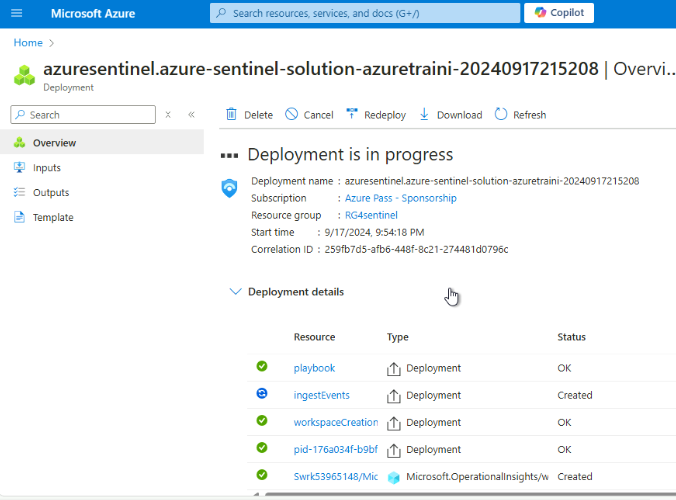 Microsoft Azure
Search resources, services, and docs (G+/)
Copilot
Home
azuresentinel.azure-sentinel-solution-azuretraini-20240917215208 | Overvi...
Deployment
Search
Delete
Cancel
Redeploy
Download
Refresh
Overview
Inputs
Outputs
Template
Deployment is in progress
Deployment name : azuresentinel.azure-sentinel-solution-azuretraini-20240917215208
Subscription : Azure Pass - Sponsorship
Resource group : RG4sentinel
Start time : 9/17/2024, 9:54:18 PM
Correlation ID : 259fb7d5-afb6-448f-8c21-274481d0796c
Deployment details
Resource Type Status
playbook Deployment OK
ingestEvents Deployment Created
workspaceCreation Deployment OK
pid-176a034f-b9bf Deployment OK
Swrk53965148/Mic Microsoft.OperationalInsights/w Created